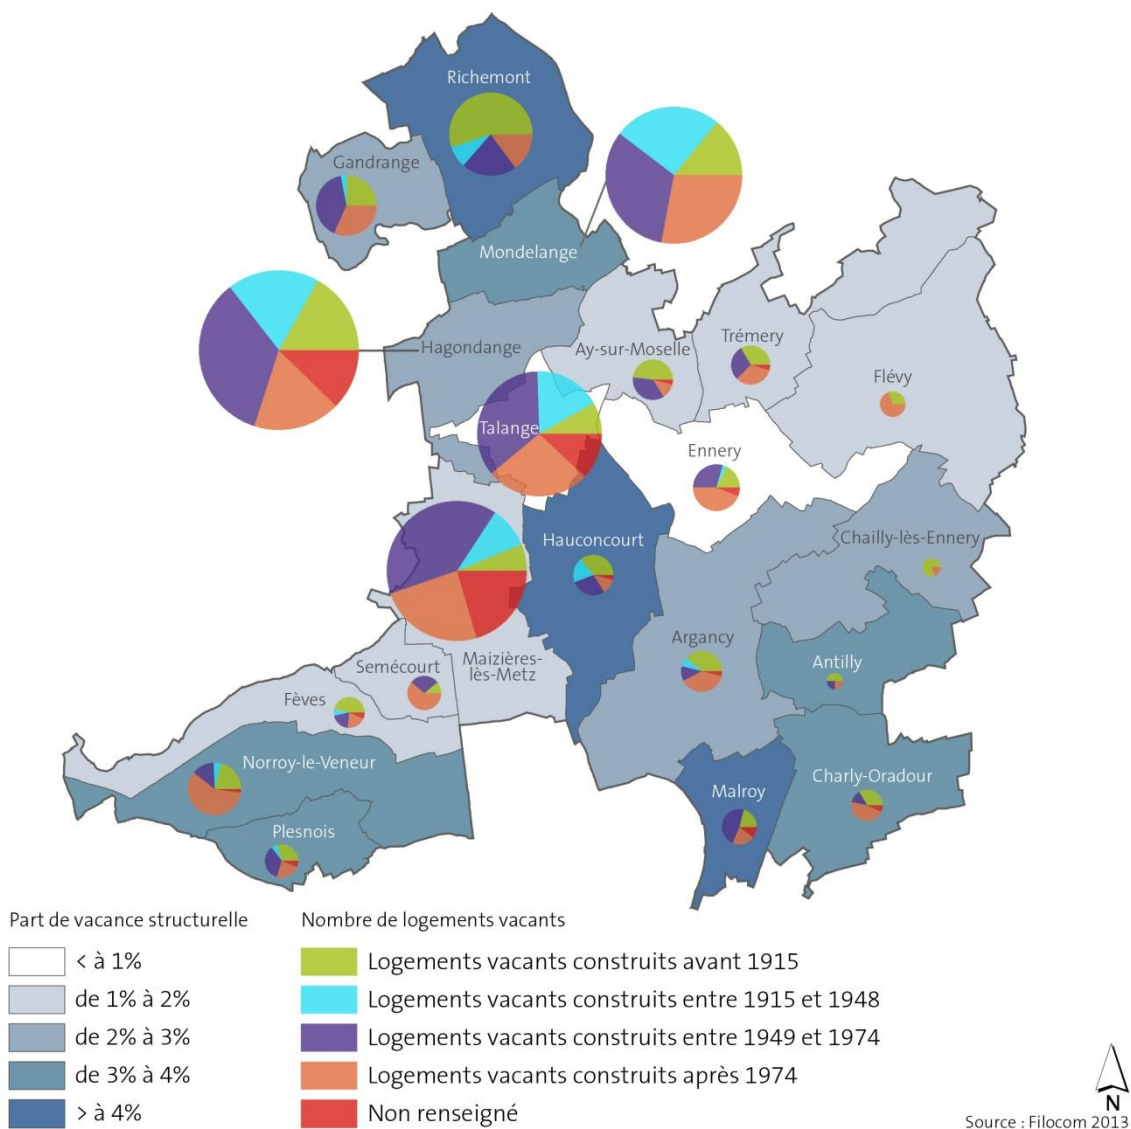 Richemont
Gandrange
Mondelange
Hagondange
Ay-sur-Moselle
Trémery
Flévy
Talange
Ennery
Hauconcourt
Chailly-lès-Ennery
Argancy
Antilly
Semécourt
Maizières-
lès-Metz
Fèves
Norroy-le-Veneur
Malroy
Charly-Oradour
Plesnois
Part de vacance structurelle
< à 1%
de 1% à 2%
de 2% à 3%
de 3% à 4%
> à 4%
Nombre de logements vacants
Logements vacants construits avant 1915
Logements vacants construits entre 1915 et 1948
Logements vacants construits entre 1949 et 1974
Logements vacants construits après 1974
Non renseigné
N
Source : Filocom 2013